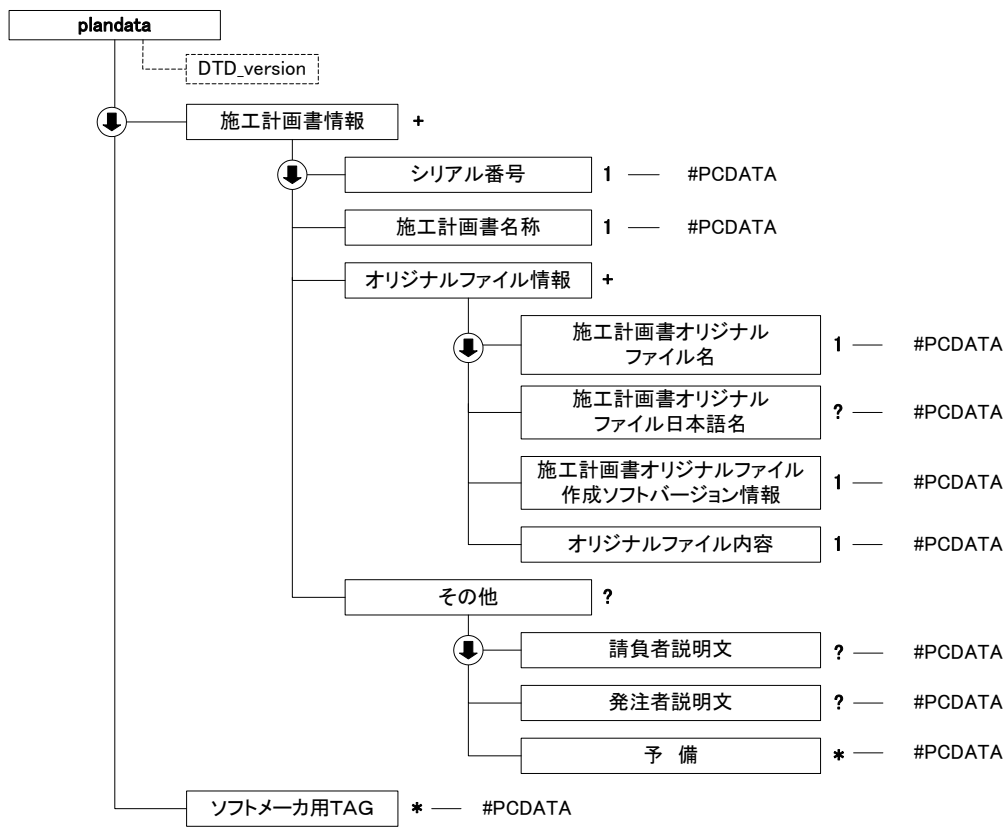 plandata
DTD_version
施工計画書情報 +
シリアル番号 1 #PCDATA
施工計画書名称 1 #PCDATA
オリジナルファイル情報 +
施工計画書オリジナル
ファイル名 1 #PCDATA
施工計画書オリジナル
ファイル日本語名 ? #PCDATA
施工計画書オリジナルファイル
作成ソフトバージョン情報 1 #PCDATA
オリジナルファイル内容 1 #PCDATA
その他 ?
請負者説明文 ? #PCDATA
発注者説明文 ? #PCDATA
予 備 * #PCDATA
ソフトメーカ用TAG * #PCDATA